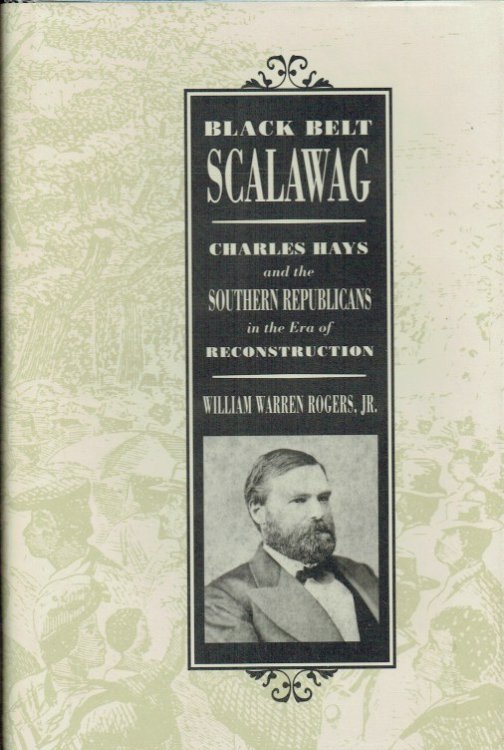 BLACK BELT
SCALAWAG
CHARLES HAYS
and the
SOUTHERN REPUBLICANS
in the Era of
RECONSTRUCTION
WILLIAM WARREN ROGERS, JR.